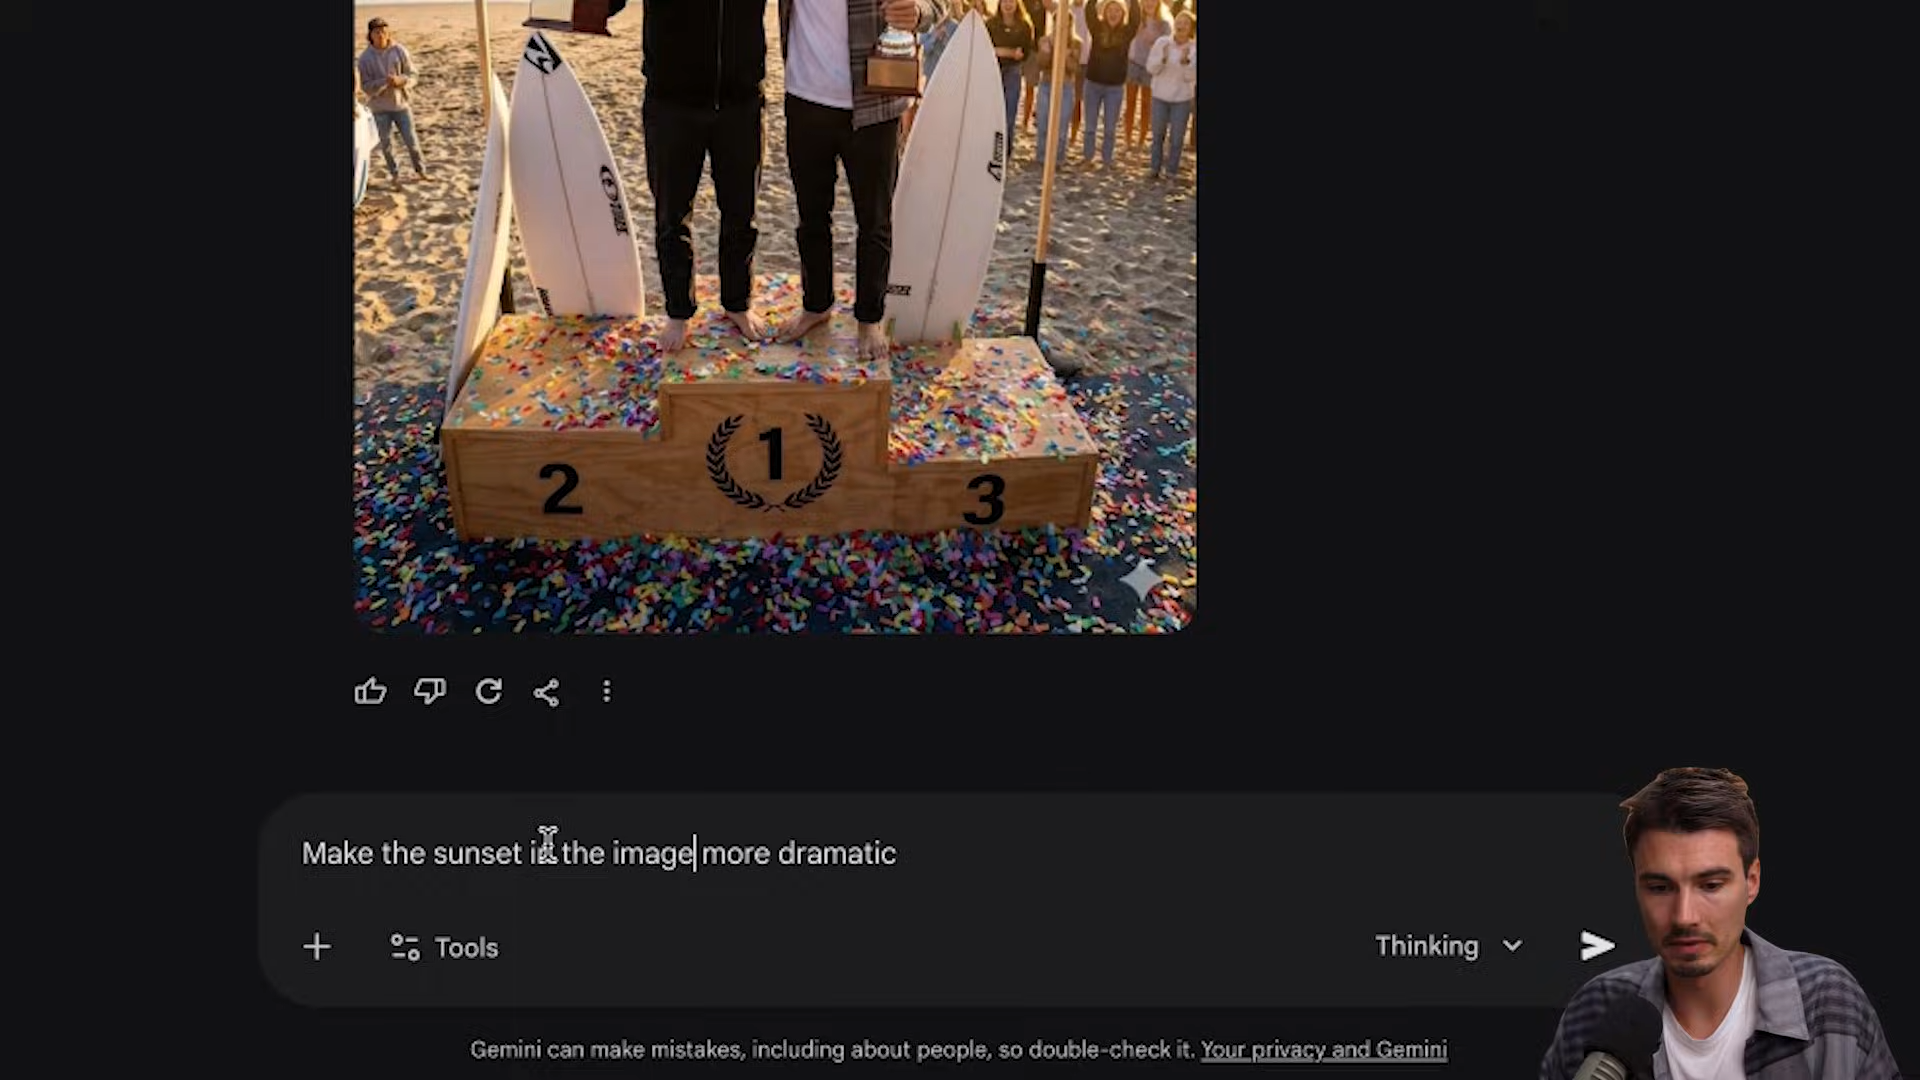 2
1
3
Make the sunset in the image more dramatic
Tools
Thinking
Gemini can make mistakes, including about people, so double-check it. Your privacy and Gemini